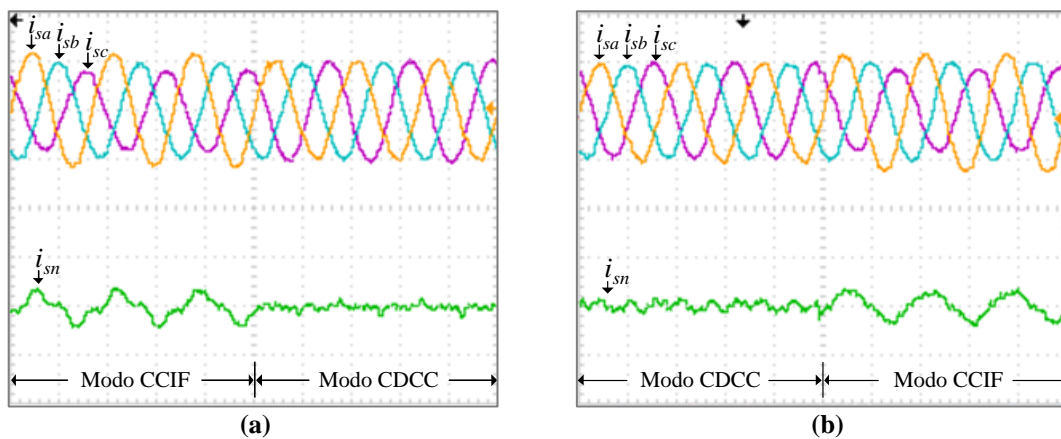 isa isb isc
isn
Modo CCIF Modo CDCC
(a)
isa isb isc
isn
Modo CDCC Modo CCIF
(b)